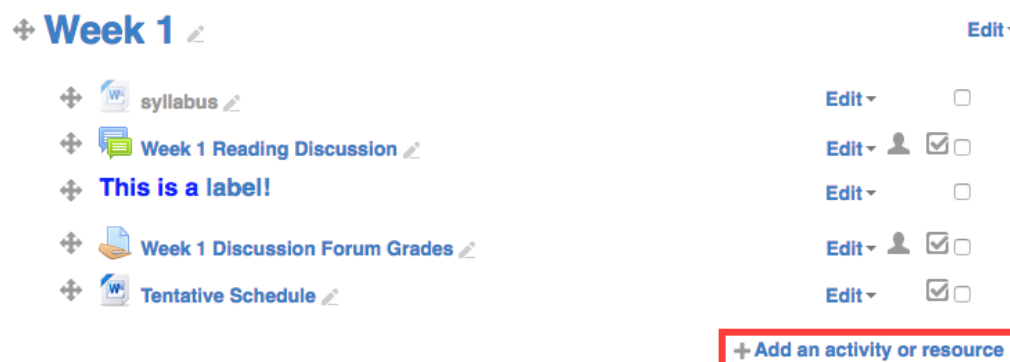 Week 1 Edit
syllabus Edit
Week 1 Reading Discussion Edit
This is a label! Edit
Week 1 Discussion Forum Grades Edit
Tentative Schedule Edit
Add an activity or resource